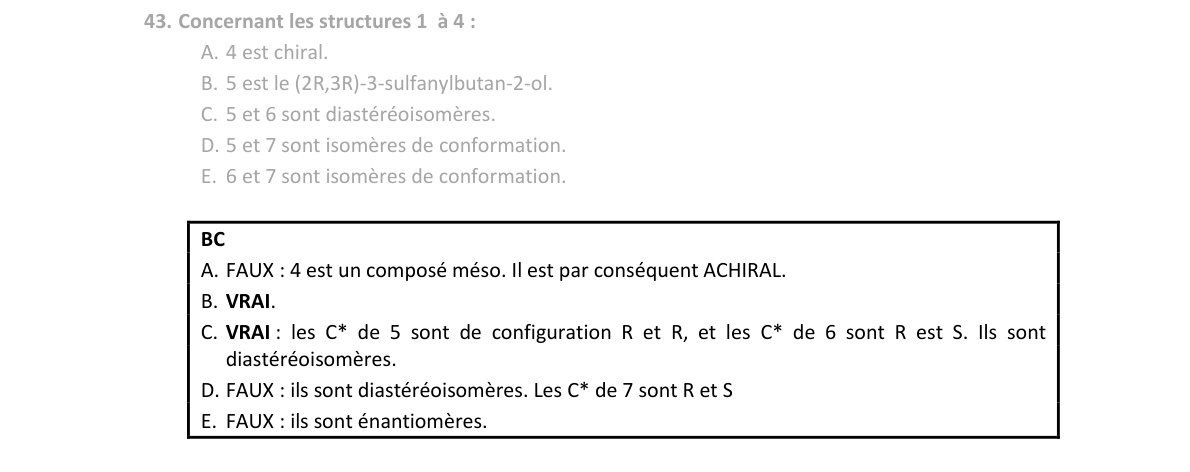 43. Concernant les structures 1 à 4 :
A. 4 est chiral.
B. 5 est le (2R,3R)-3-sulfanylbutan-2-ol.
C. 5 et 6 sont diastéréoisomères.
D. 5 et 7 sont isomères de conformation.
E. 6 et 7 sont isomères de conformation.
BC
A. FAUX : 4 est un composé méso. Il est par conséquent ACHIRAL.
B. VRAI.
C. VRAI : les C* de 5 sont de configuration R et R, et les C* de 6 sont R est S. Ils sont
diastéréoisomères.
D. FAUX : ils sont diastéréoisomères. Les C* de 7 sont R et S
E. FAUX : ils sont énantiomères.